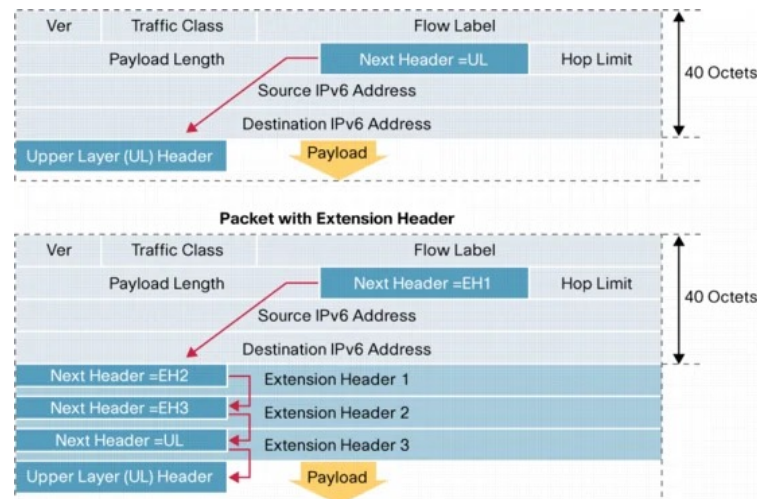 Ver Traffic Class Flow Label
Payload Length Next Header =UL Hop Limit
40 Octets
Source IPv6 Address
Destination IPv6 Address
Upper Layer (UL) Header Payload
Packet with Extension Header
Ver Traffic Class Flow Label
Payload Length Next Header =EH1 Hop Limit
40 Octets
Source IPv6 Address
Destination IPv6 Address
Next Header =EH2 Extension Header 1
Next Header =EH3 Extension Header 2
Next Header =UL Extension Header 3
Upper Layer (UL) Header Payload